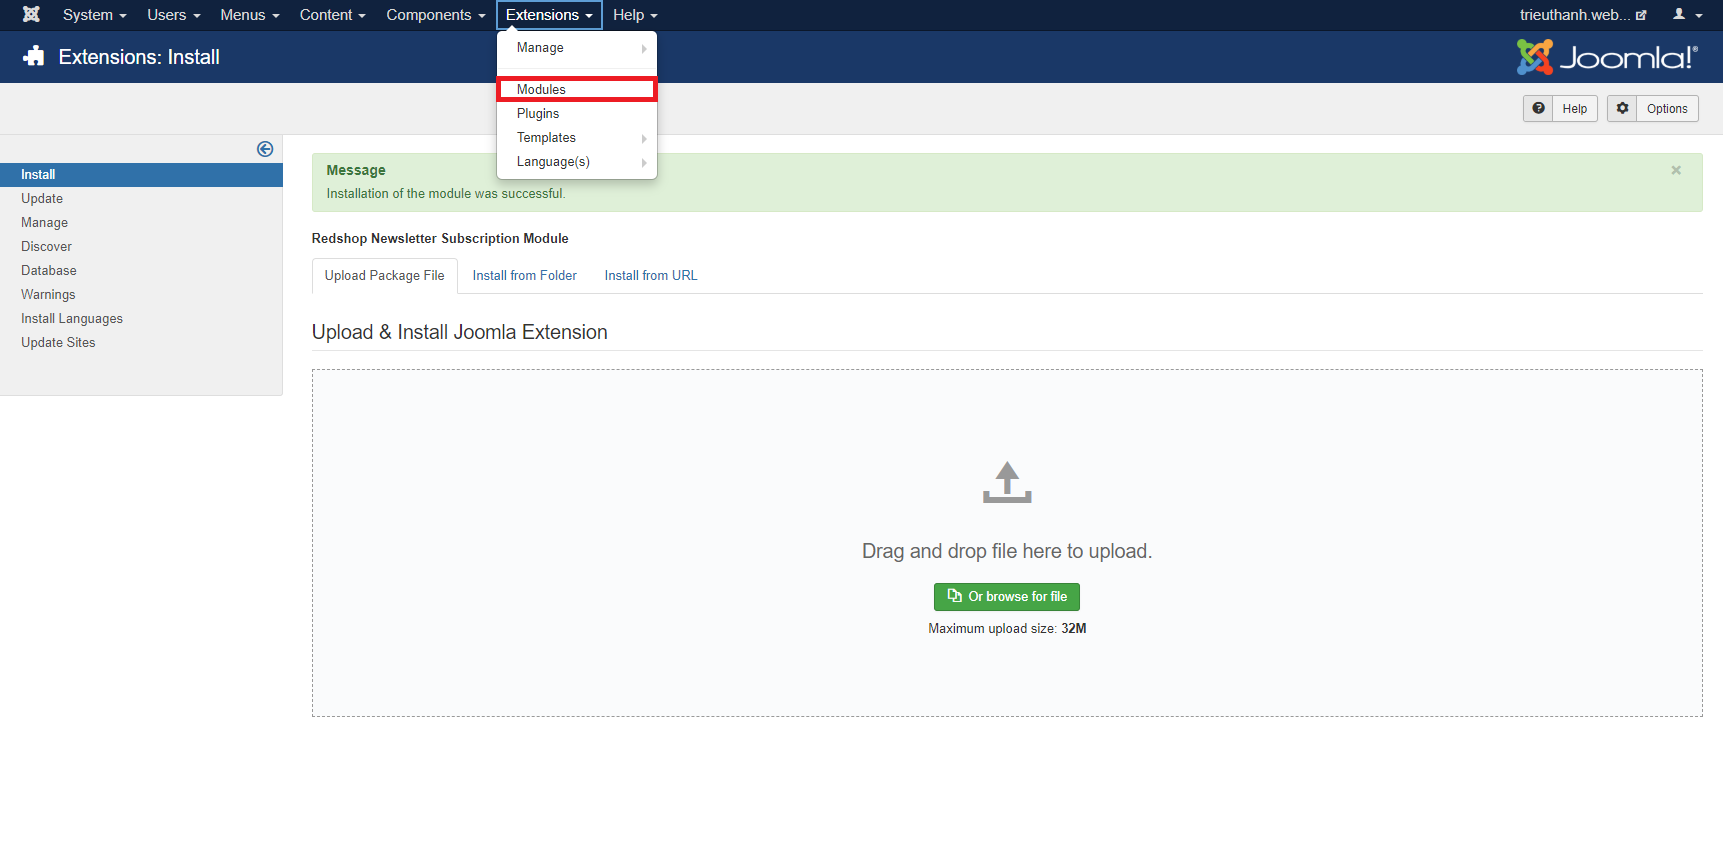 System Users Menus Content Components Extensions Help trieuthanh.web...
Extensions: Install
Joomla!®
Manage
Modules
Plugins
Templates
Language(s)
Help Options
Install
Update
Manage
Discover
Database
Warnings
Install Languages
Update Sites
Message
Installation of the module was successful.
Redshop Newsletter Subscription Module
Upload Package File Install from Folder Install from URL
Upload & Install Joomla Extension
Drag and drop file here to upload.
Or browse for file
Maximum upload size: 32M